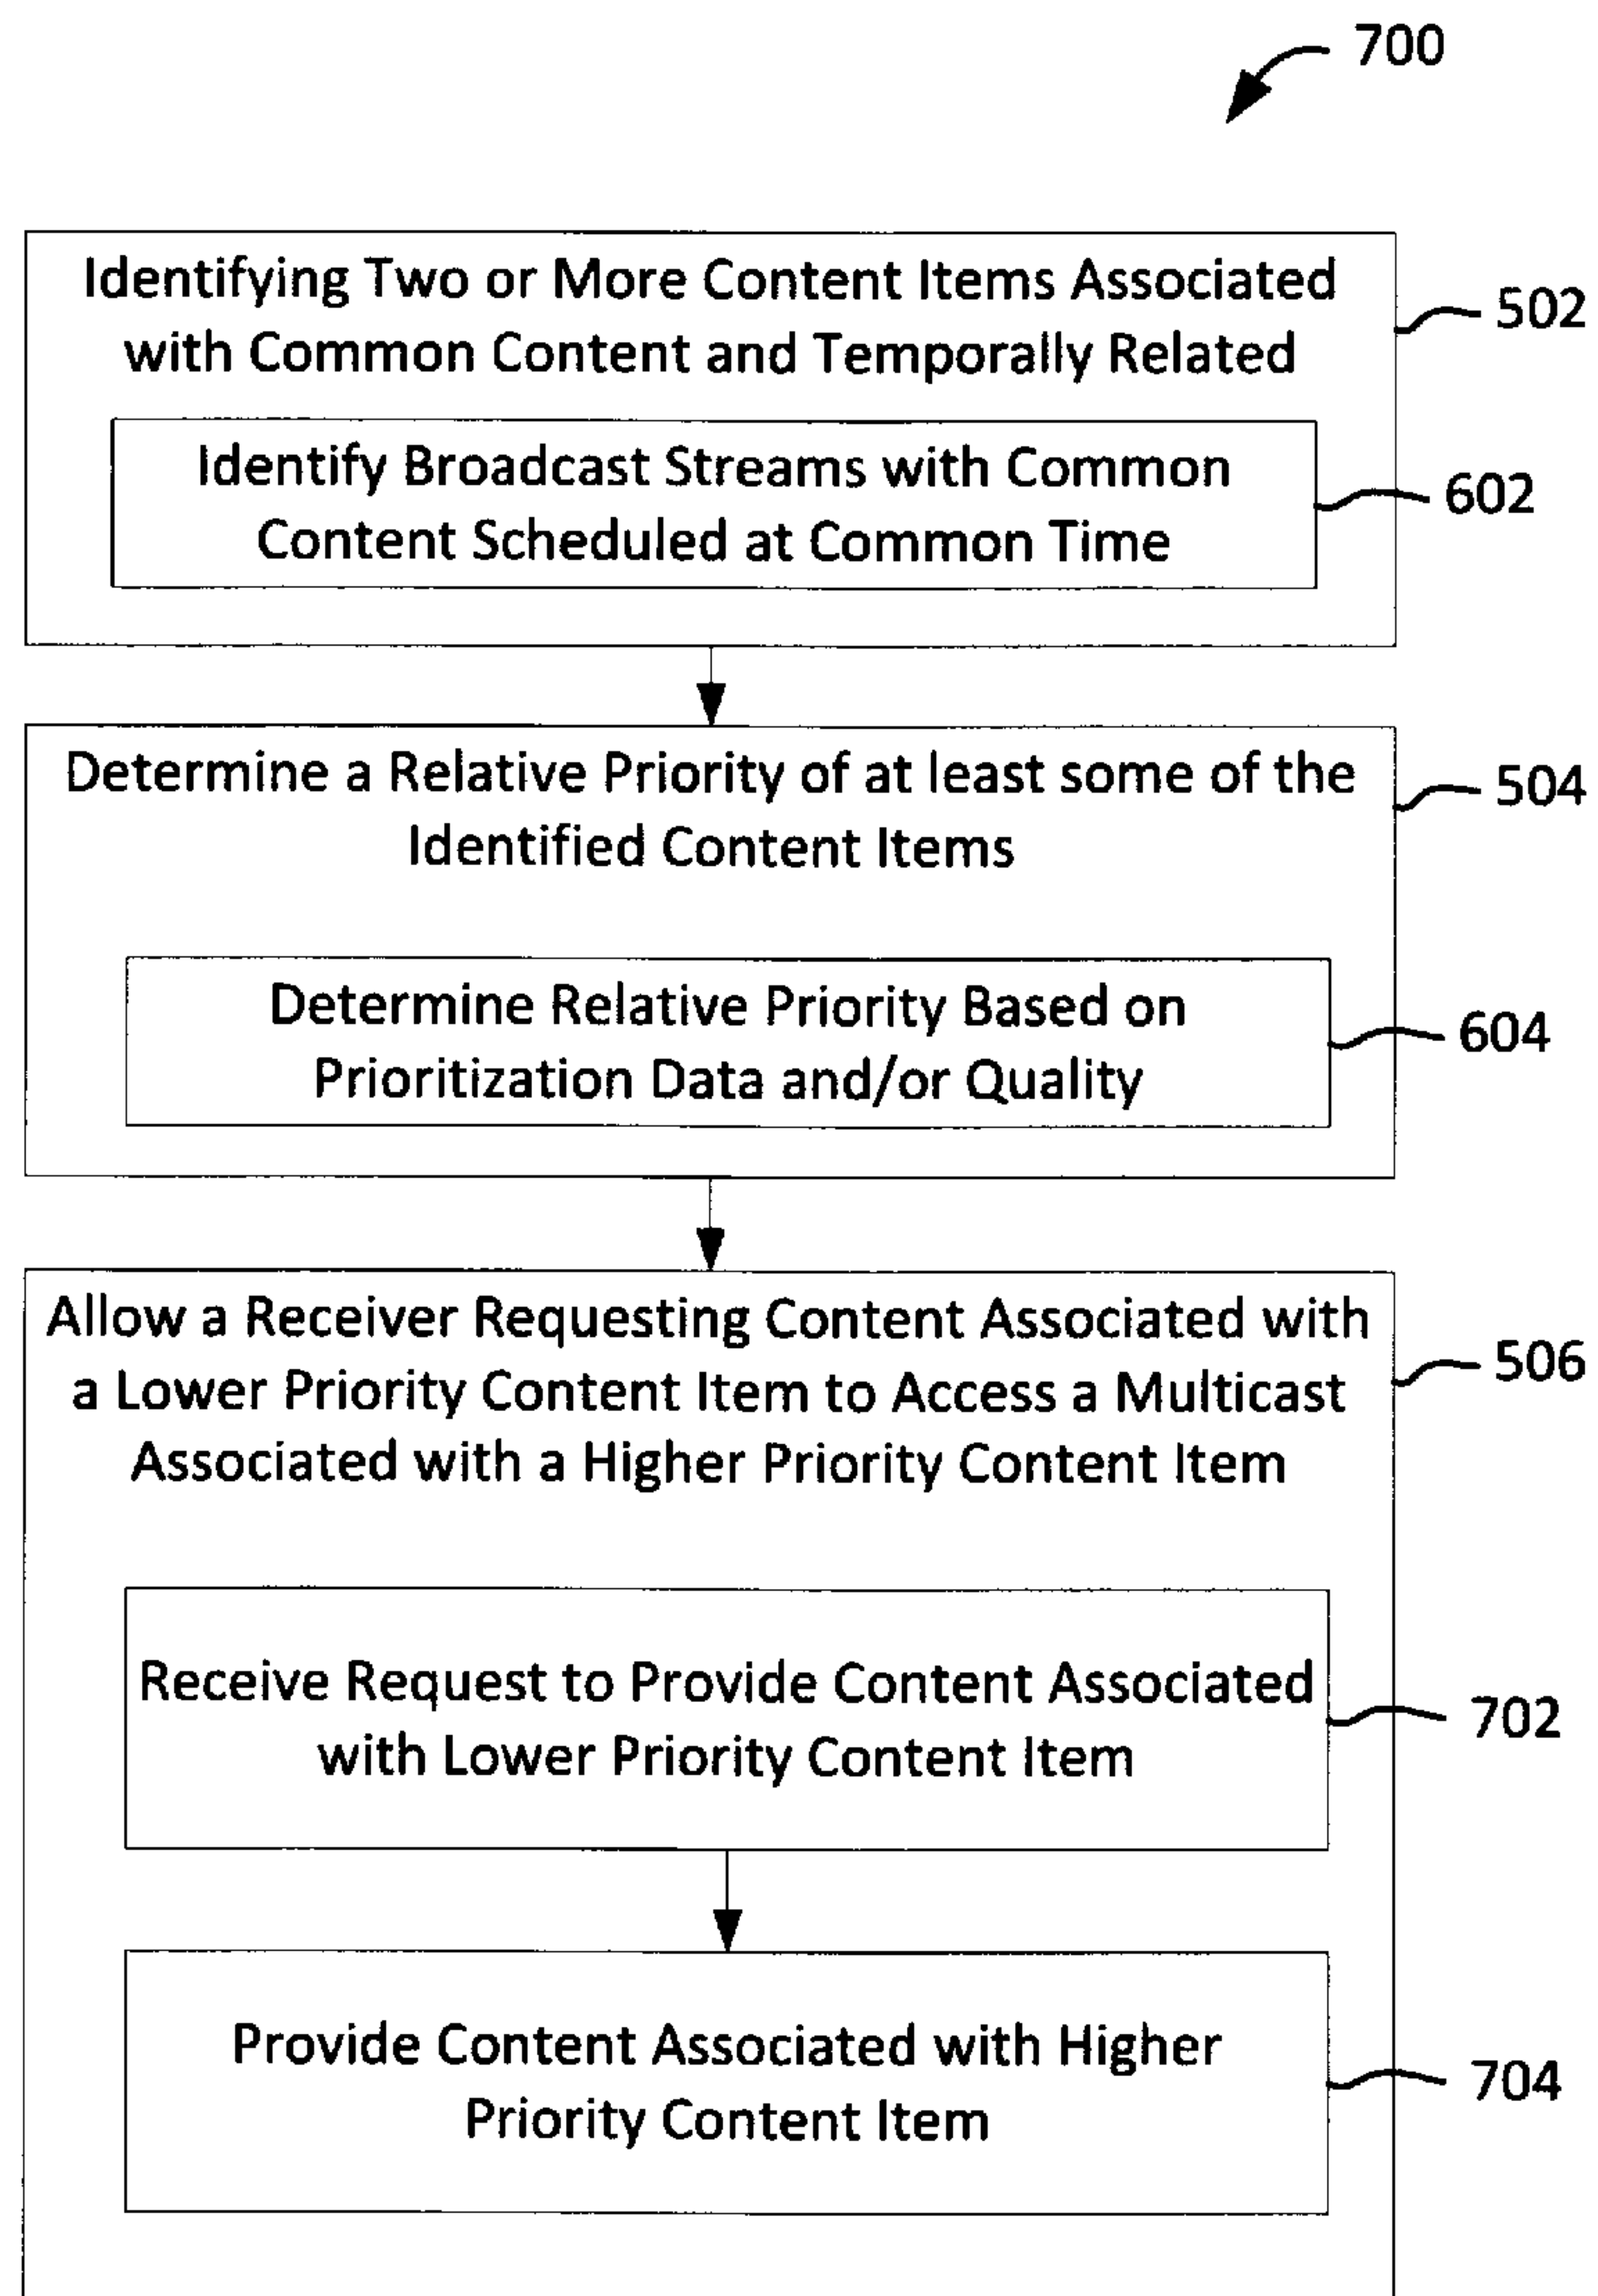 700
Identifying Two or More Content Items Associated
with Common Content and Temporally Related
502
Identify Broadcast Streams with Common
Content Scheduled at Common Time
602
Determine a Relative Priority of at least some of the
Identified Content Items
504
Determine Relative Priority Based on
Prioritization Data and/or Quality
604
Allow a Receiver Requesting Content Associated with
a Lower Priority Content Item to Access a Multicast
Associated with a Higher Priority Content Item
506
Receive Request to Provide Content Associated
with Lower Priority Content Item
702
Provide Content Associated with Higher
Priority Content Item
704